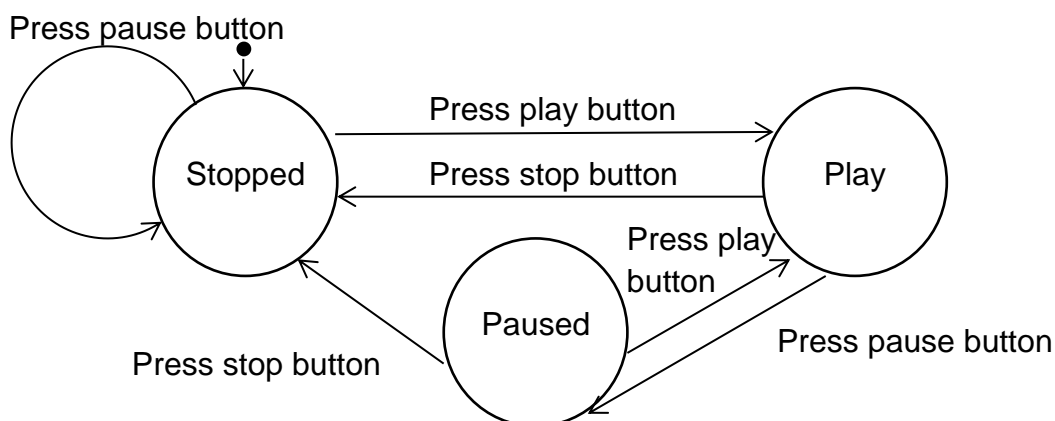 Press pause button
Press play button
Stopped
Press stop button
Play
Press play
button
Paused
Press pause button
Press stop button